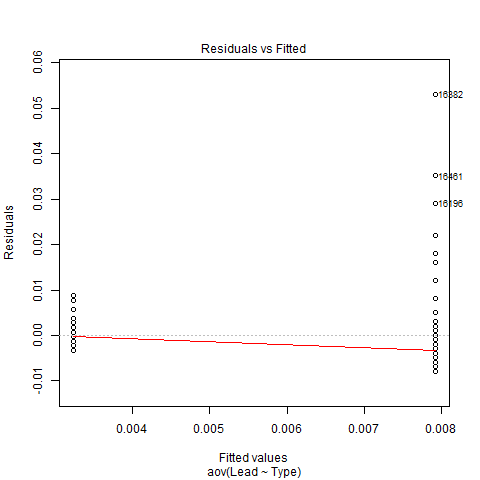 Residuals vs Fitted
Residuals
0.06
0.05
0.04
0.03
0.02
0.01
0.00
-0.01
16882
16461
16196
0.004 0.005 0.006 0.007 0.008
Fitted values
aov(Lead ~ Type)